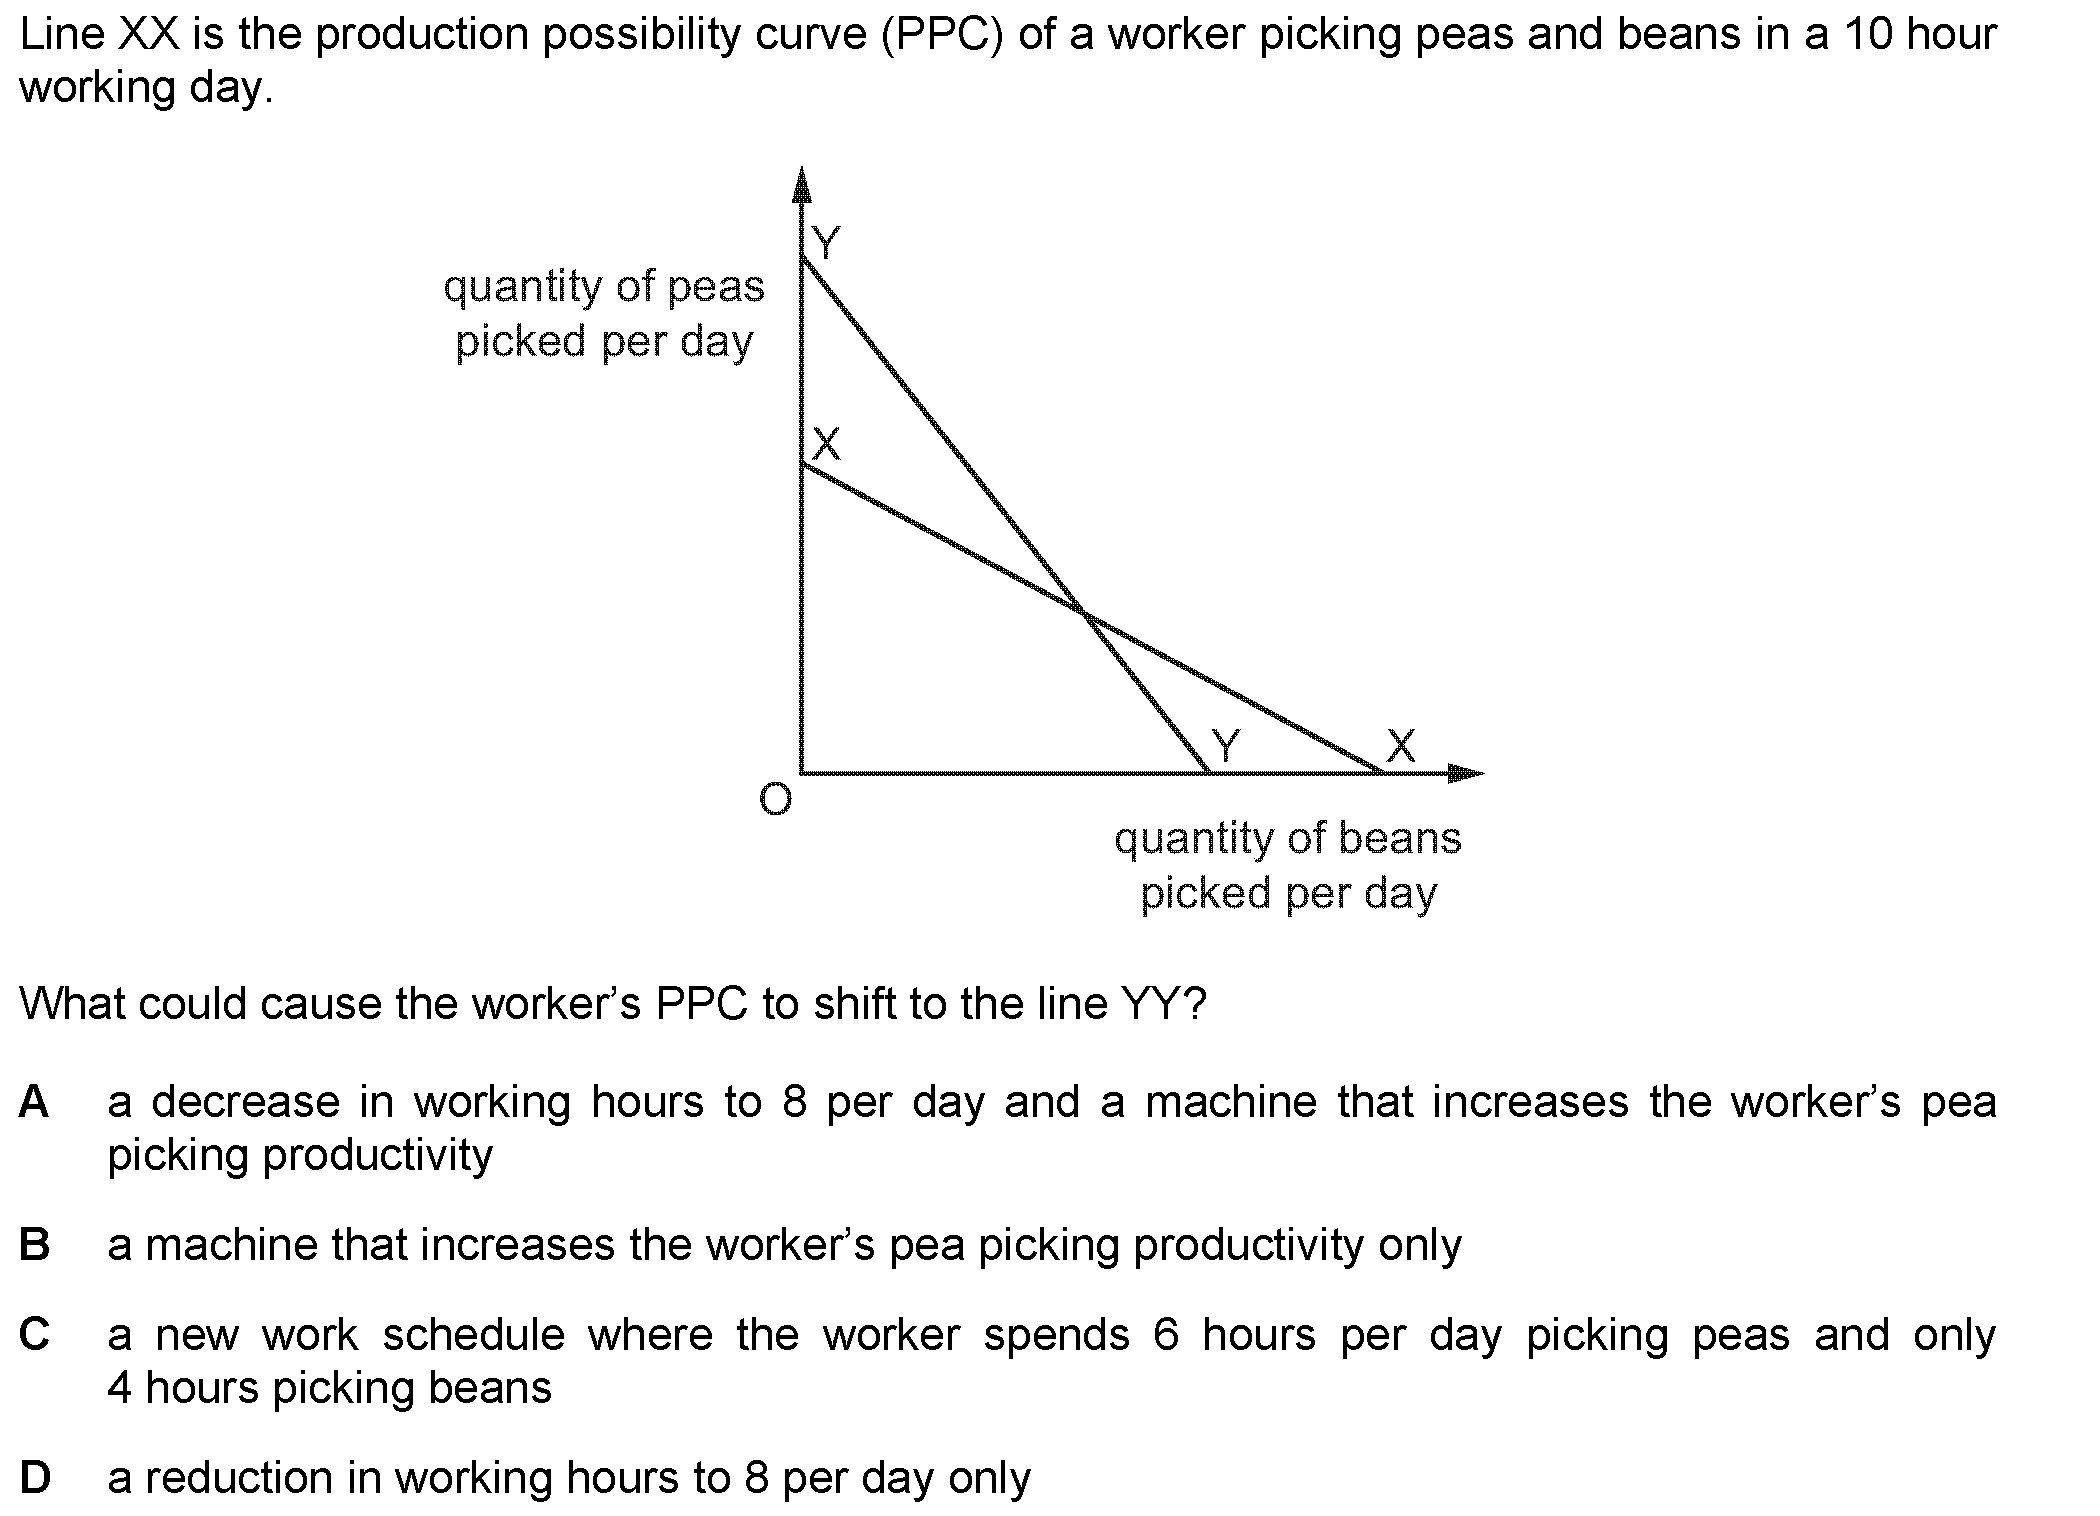 Line XX is the production possibility curve (PPC) of a worker picking peas and beans in a 10 hour
working day.
Y
quantity of peas
picked per day
X
Y
X
O
quantity of beans
picked per day
What could cause the worker’s PPC to shift to the line YY?
A a decrease in working hours to 8 per day and a machine that increases the worker’s pea
picking productivity
B a machine that increases the worker’s pea picking productivity only
C a new work schedule where the worker spends 6 hours per day picking peas and only
4 hours picking beans
D a reduction in working hours to 8 per day only